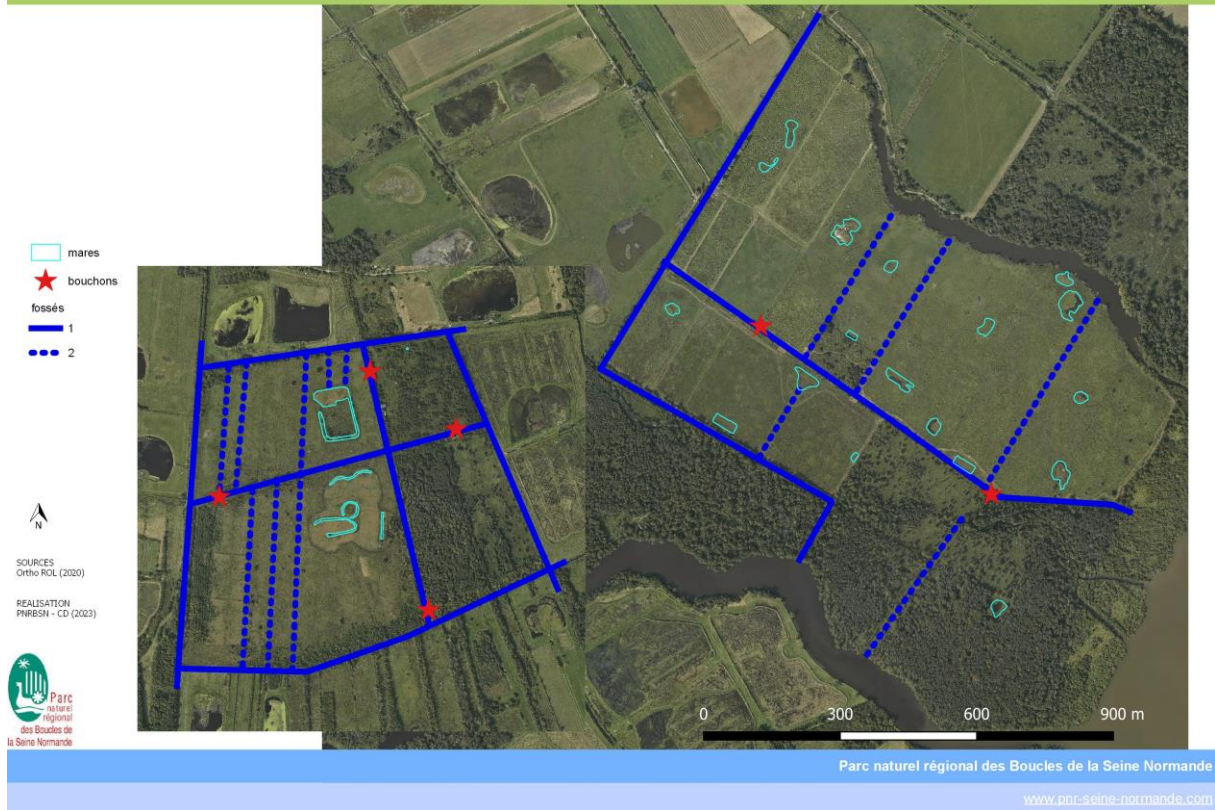 mares
bouchons
fossés
1
2
N
SOURCES
Ortho ROL (2020)
REALISATION
PNRBSN - CD (2023)
Parc
naturel
régional
des Boucles de
la Seine Normande
0 300 600 900 m
Parc naturel régional des Boucles de la Seine Normande
www.pnr-seine-normande.com